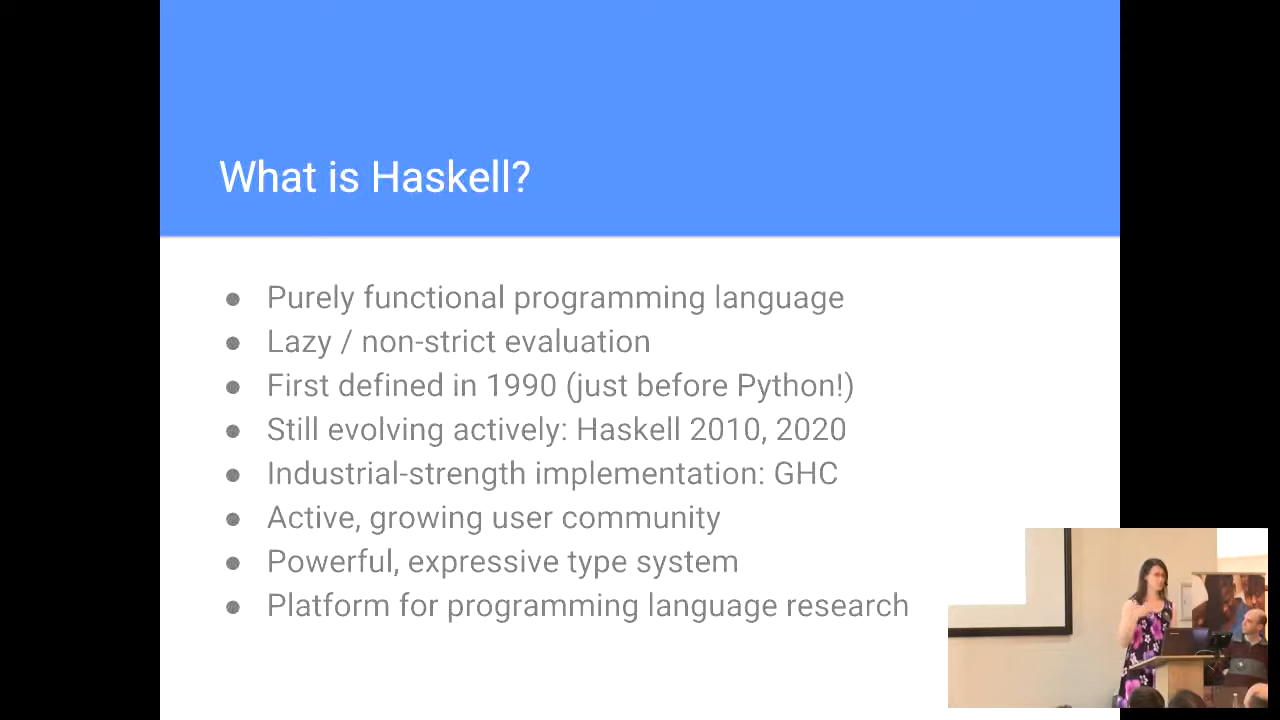 What is Haskell?
● Purely functional programming language
● Lazy / non-strict evaluation
● First defined in 1990 (just before Python!)
● Still evolving actively: Haskell 2010, 2020
● Industrial-strength implementation: GHC
● Active, growing user community
● Powerful, expressive type system
● Platform for programming language research